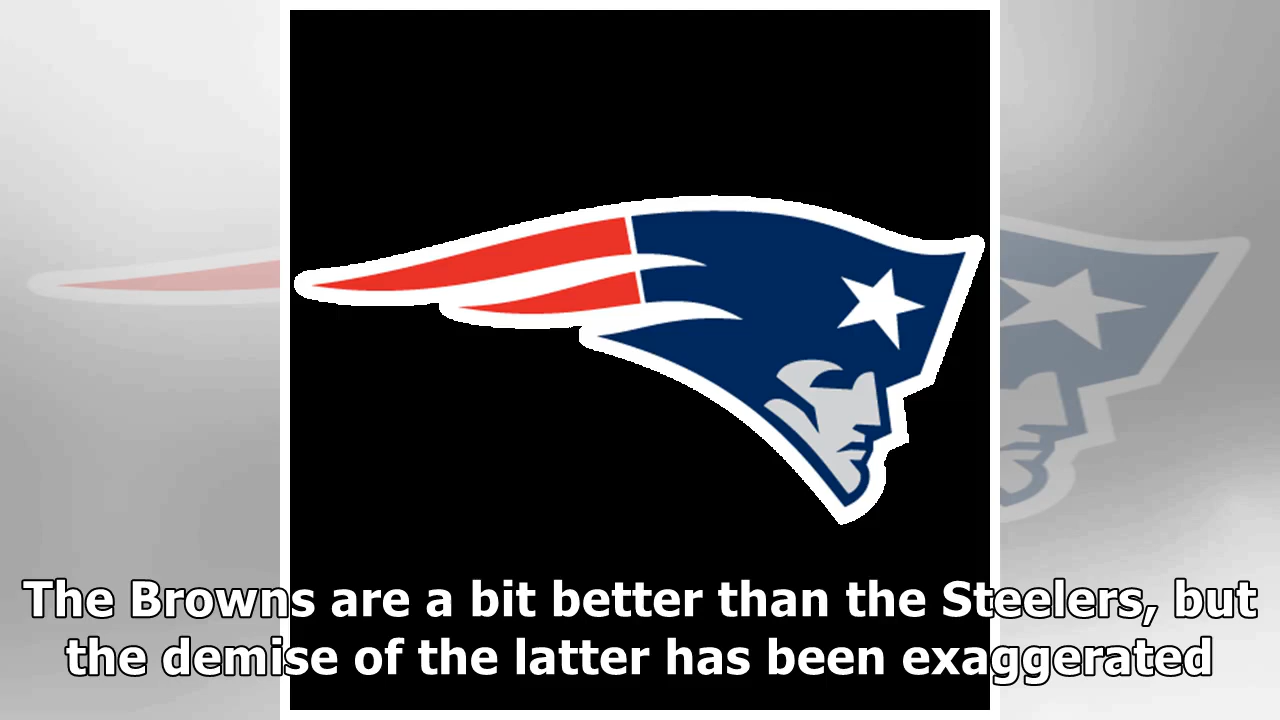 The Browns are a bit better than the Steelers, but
the demise of the latter has been exaggerated